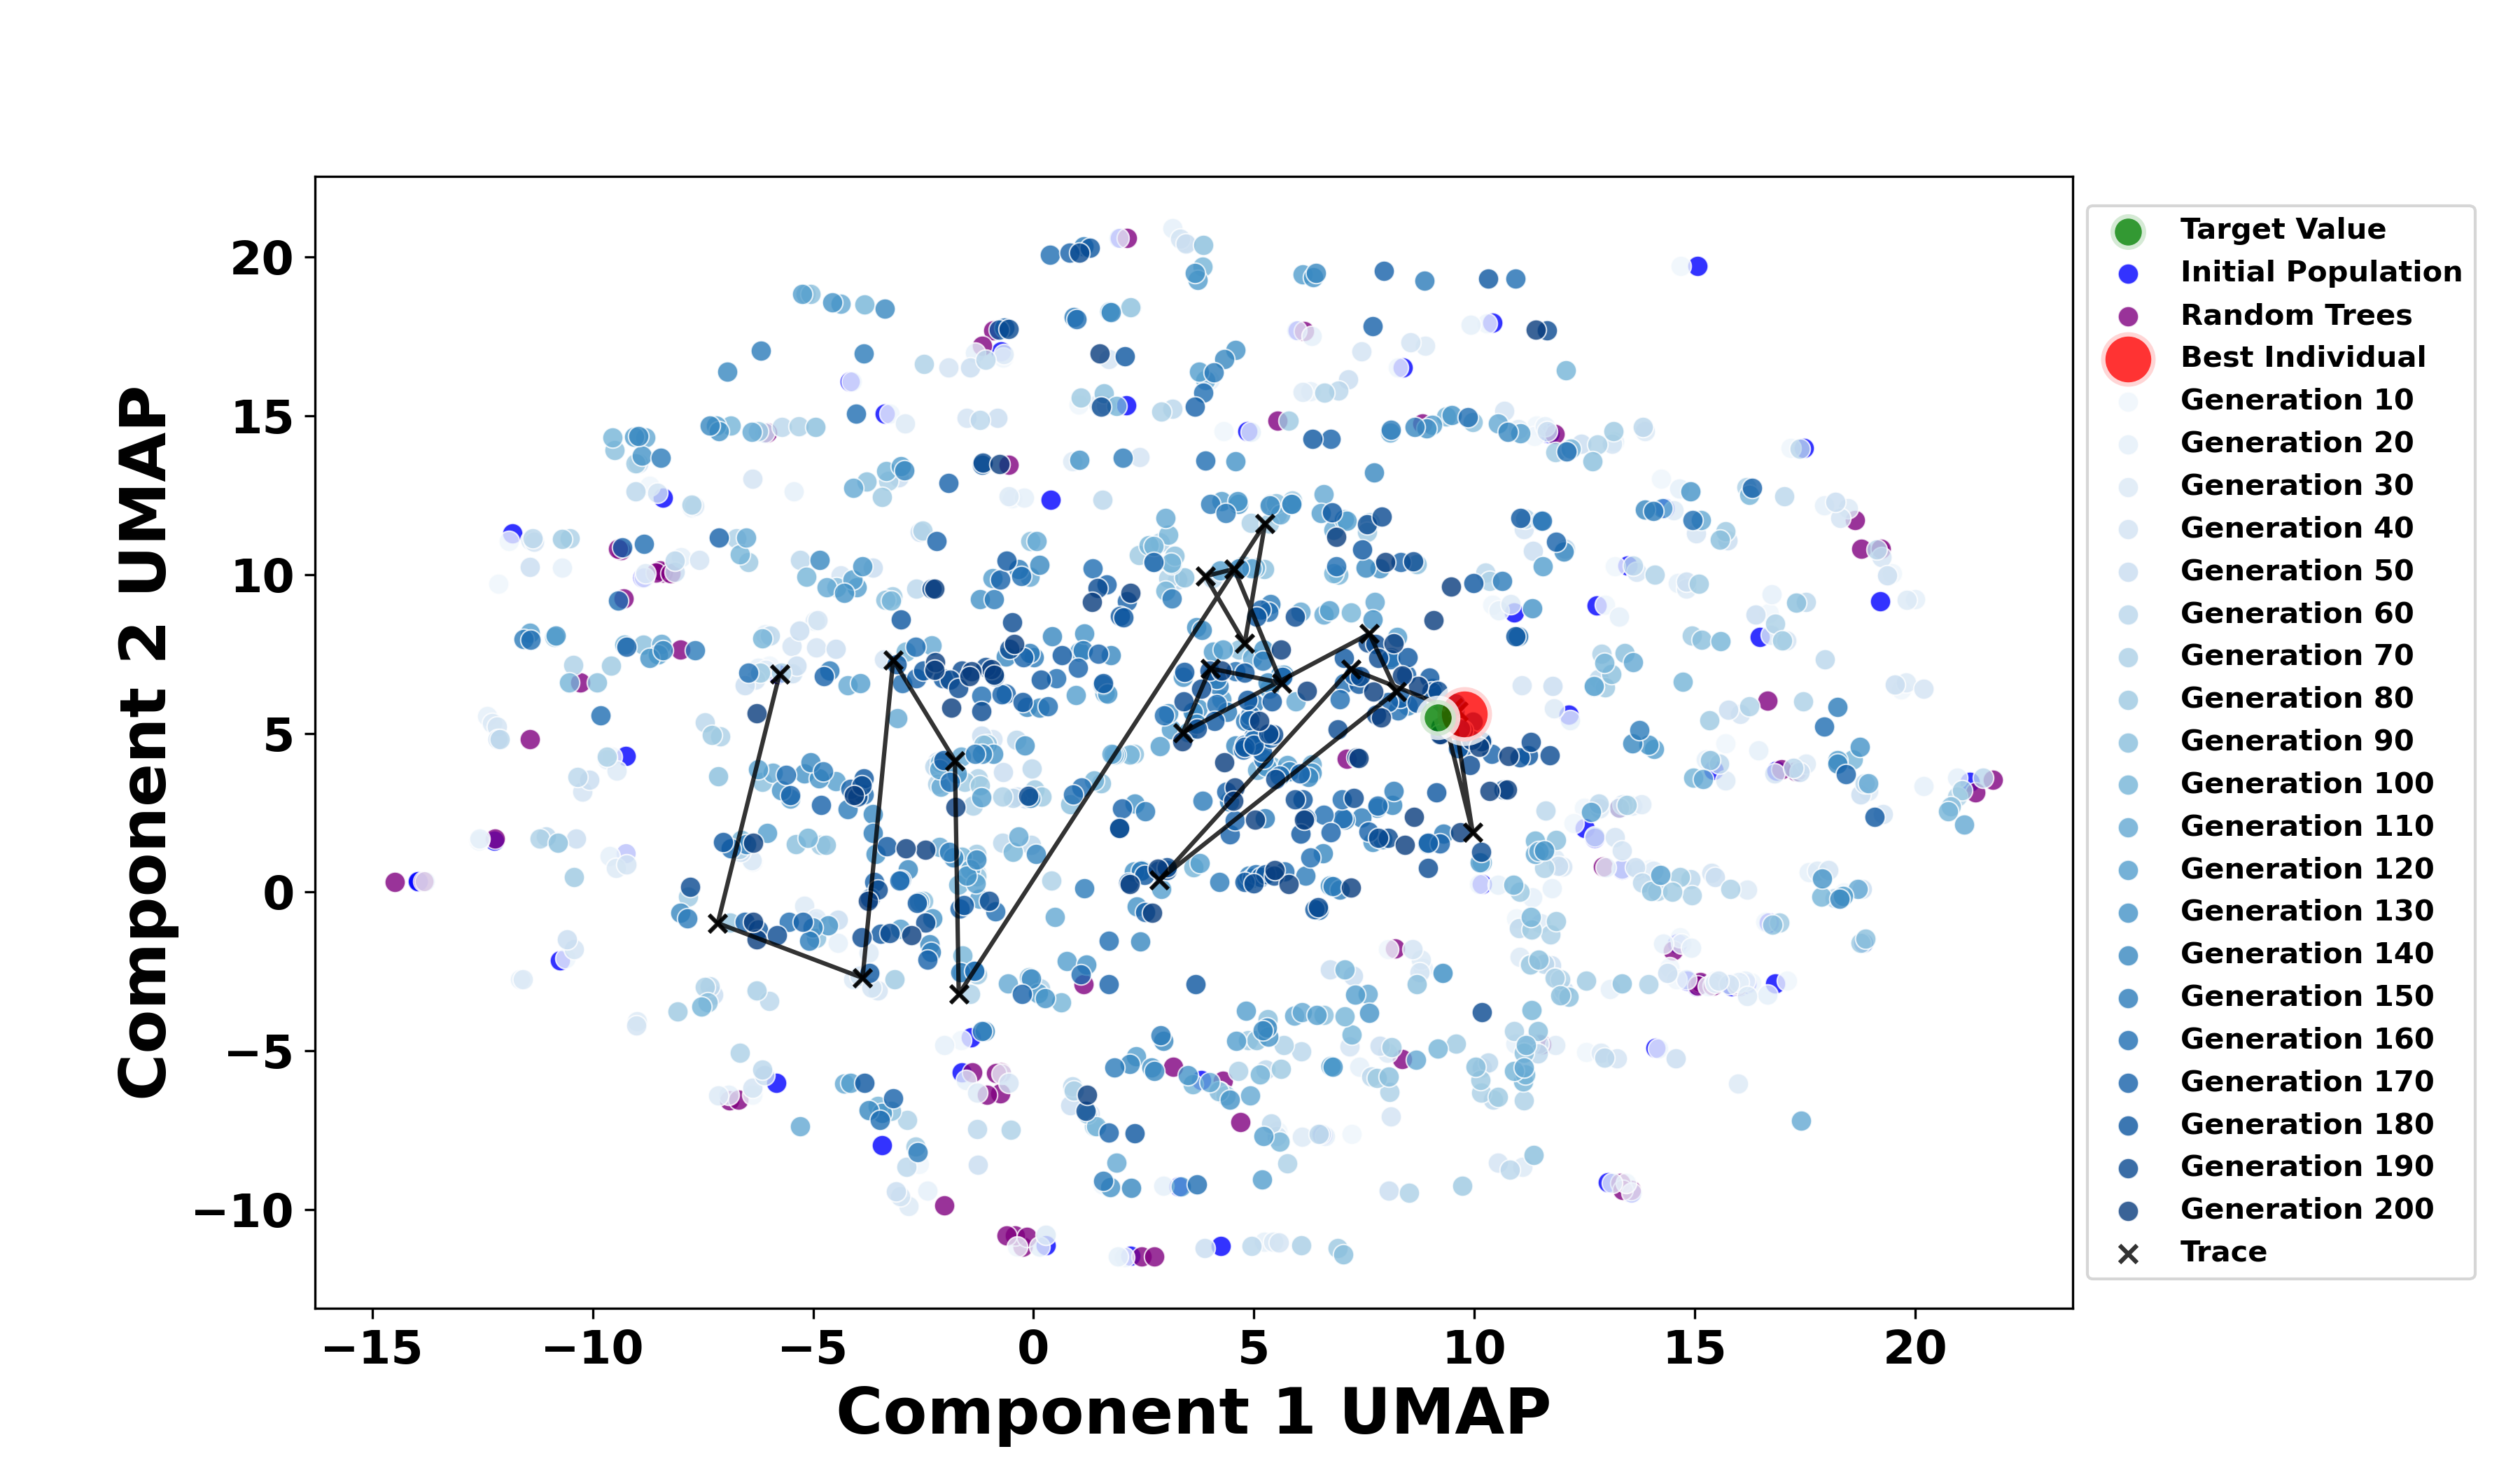 Component 2 UMAP
20
15
10
5
0
−5
−10
−15
−10
−5
0
5
10
15
20
Component 1 UMAP
Target Value
Initial Population
Random Trees
Best Individual
Generation 10
Generation 20
Generation 30
Generation 40
Generation 50
Generation 60
Generation 70
Generation 80
Generation 90
Generation 100
Generation 110
Generation 120
Generation 130
Generation 140
Generation 150
Generation 160
Generation 170
Generation 180
Generation 190
Generation 200
Trace